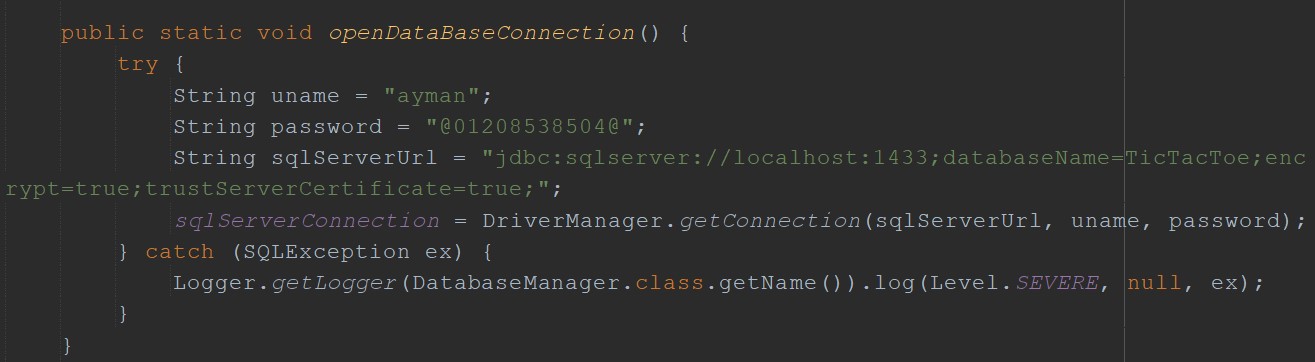 public static void openDataBaseConnection() {
try {
String uname = "ayman";
String password = "@01208538504@";
String sqlServerUrl = "jdbc:sqlserver://localhost:1433;databaseName=TicTacToe;enc
rypt=true;trustServerCertificate=true;";
sqlServerConnection = DriverManager.getConnection(sqlServerUrl, uname, password);
} catch (SQLException ex) {
Logger.getLogger(DatabaseManager.class.getName()).log(Level.SEVERE, null, ex);
}
}